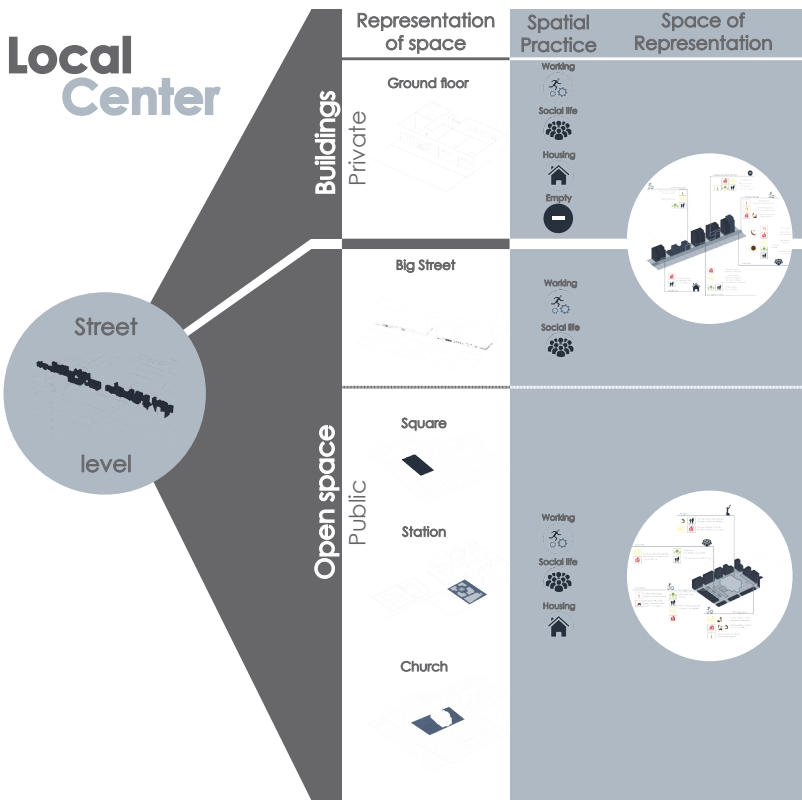 Local
Center
Representation
of space
Spatial
Practice
Space of
Representation
Buildings
Private
Ground floor
Working
Social life
Housing
Empty
Big Street
Working
Social life
Street
level
Open space
Public
Square
Station
Church
Working
Social life
Housing